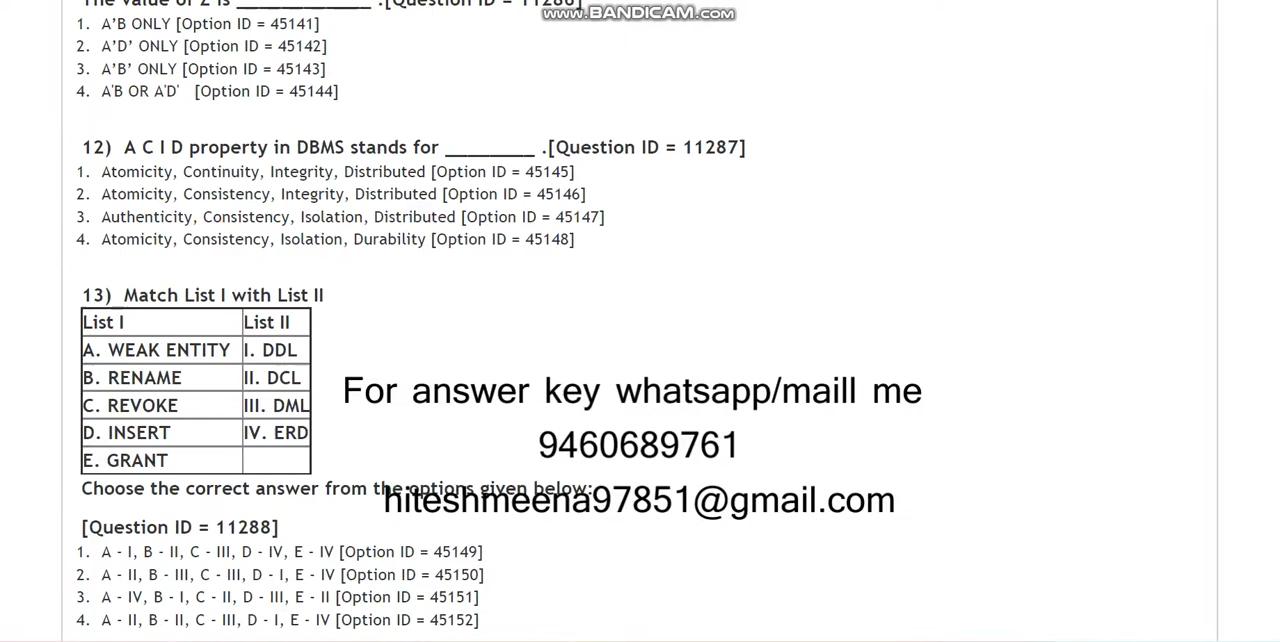 The value of Z is _____________ .[Question ID = 11286]
www.BANDICAM.com
1. A’B ONLY [Option ID = 45141]
2. A’D’ ONLY [Option ID = 45142]
3. A’B’ ONLY [Option ID = 45143]
4. A'B OR A'D' [Option ID = 45144]
12) A C I D property in DBMS stands for ________ .[Question ID = 11287]
1. Atomicity, Continuity, Integrity, Distributed [Option ID = 45145]
2. Atomicity, Consistency, Integrity, Distributed [Option ID = 45146]
3. Authenticity, Consistency, Isolation, Distributed [Option ID = 45147]
4. Atomicity, Consistency, Isolation, Durability [Option ID = 45148]
13) Match List I with List II
List I List II
A. WEAK ENTITY I. DDL
B. RENAME II. DCL
C. REVOKE III. DML
D. INSERT IV. ERD
E. GRANT
For answer key whatsapp/maill me
9460689761
hiteshmeena97851@gmail.com
Choose the correct answer from the options given below:
[Question ID = 11288]
1. A - I, B - II, C - III, D - IV, E - IV [Option ID = 45149]
2. A - II, B - III, C - III, D - I, E - IV [Option ID = 45150]
3. A - IV, B - I, C - II, D - III, E - II [Option ID = 45151]
4. A - II, B - II, C - III, D - I, E - IV [Option ID = 45152]